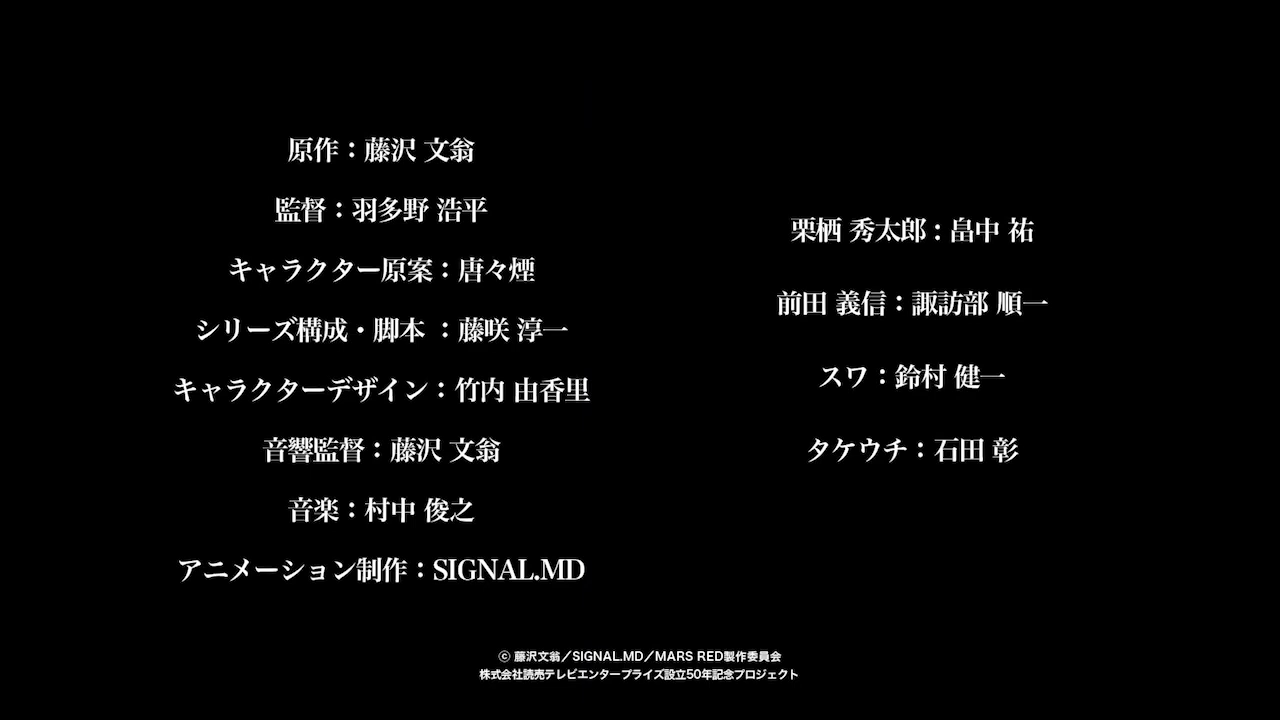 原作：藤沢 文翁
監督：羽多野 浩平
キャラクター原案：唐々煙
シリーズ構成・脚本 ：藤咲 淳一
キャラクターデザイン：竹内 由香里
音響監督：藤沢 文翁
音楽：村中 俊之
アニメーション制作：SIGNAL.MD
栗栖 秀太郎：畠中 祐
前田 義信：諏訪部 順一
スワ：鈴村 健一
タケウチ：石田 彰
© 藤沢文翁／SIGNAL.MD／MARS RED製作委員会
株式会社読売テレビエンタープライズ設立50年記念プロジェクト